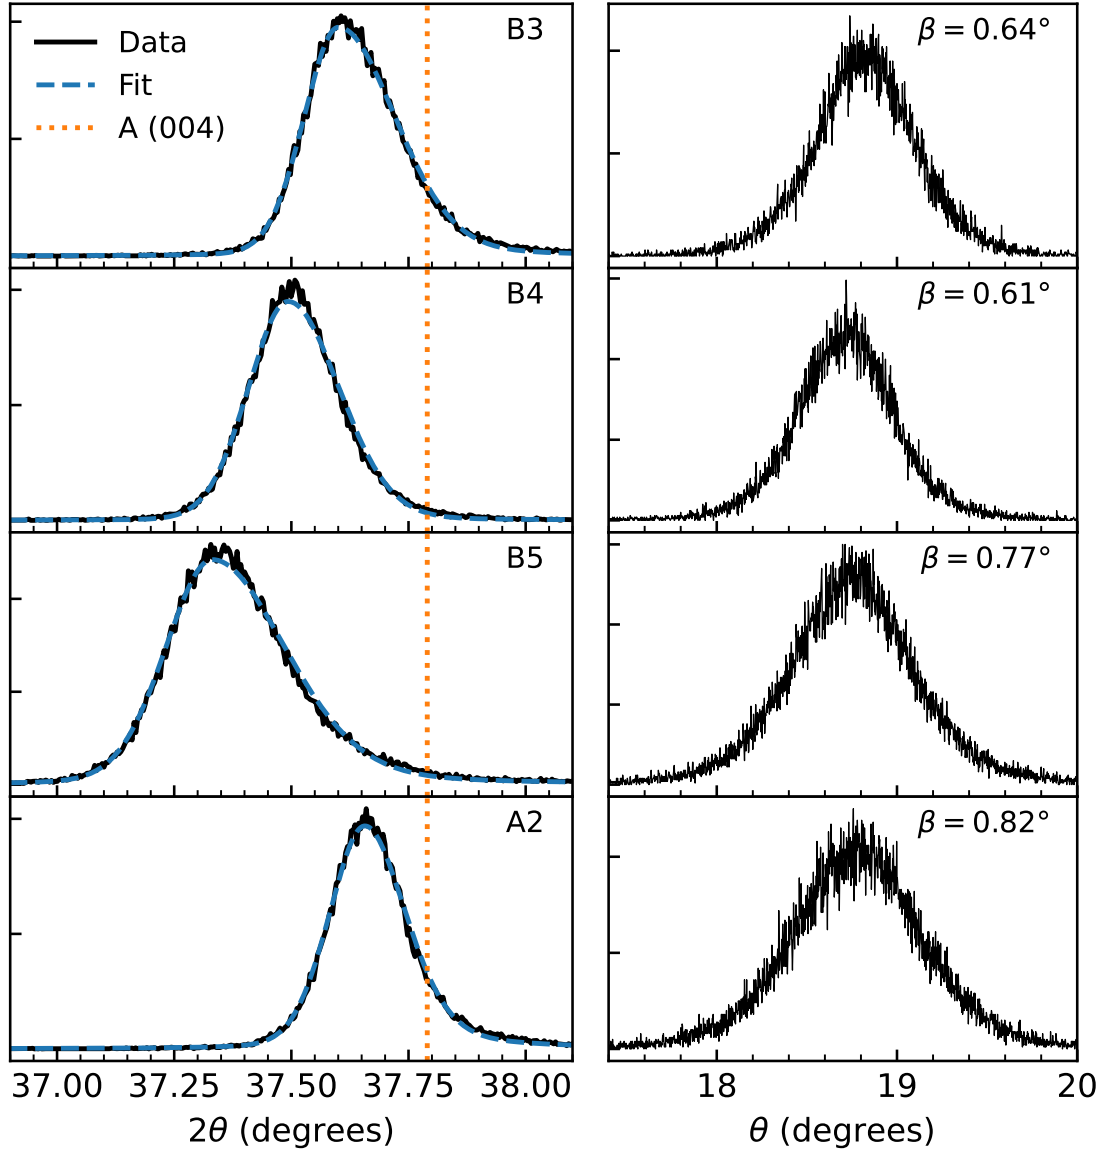 B3
Data
Fit
A (004)
β = 0.64°
B4
β = 0.61°
B5
β = 0.77°
A2
β = 0.82°
37.00 37.25 37.50 37.75 38.00
2θ (degrees)
18 19 20
θ (degrees)